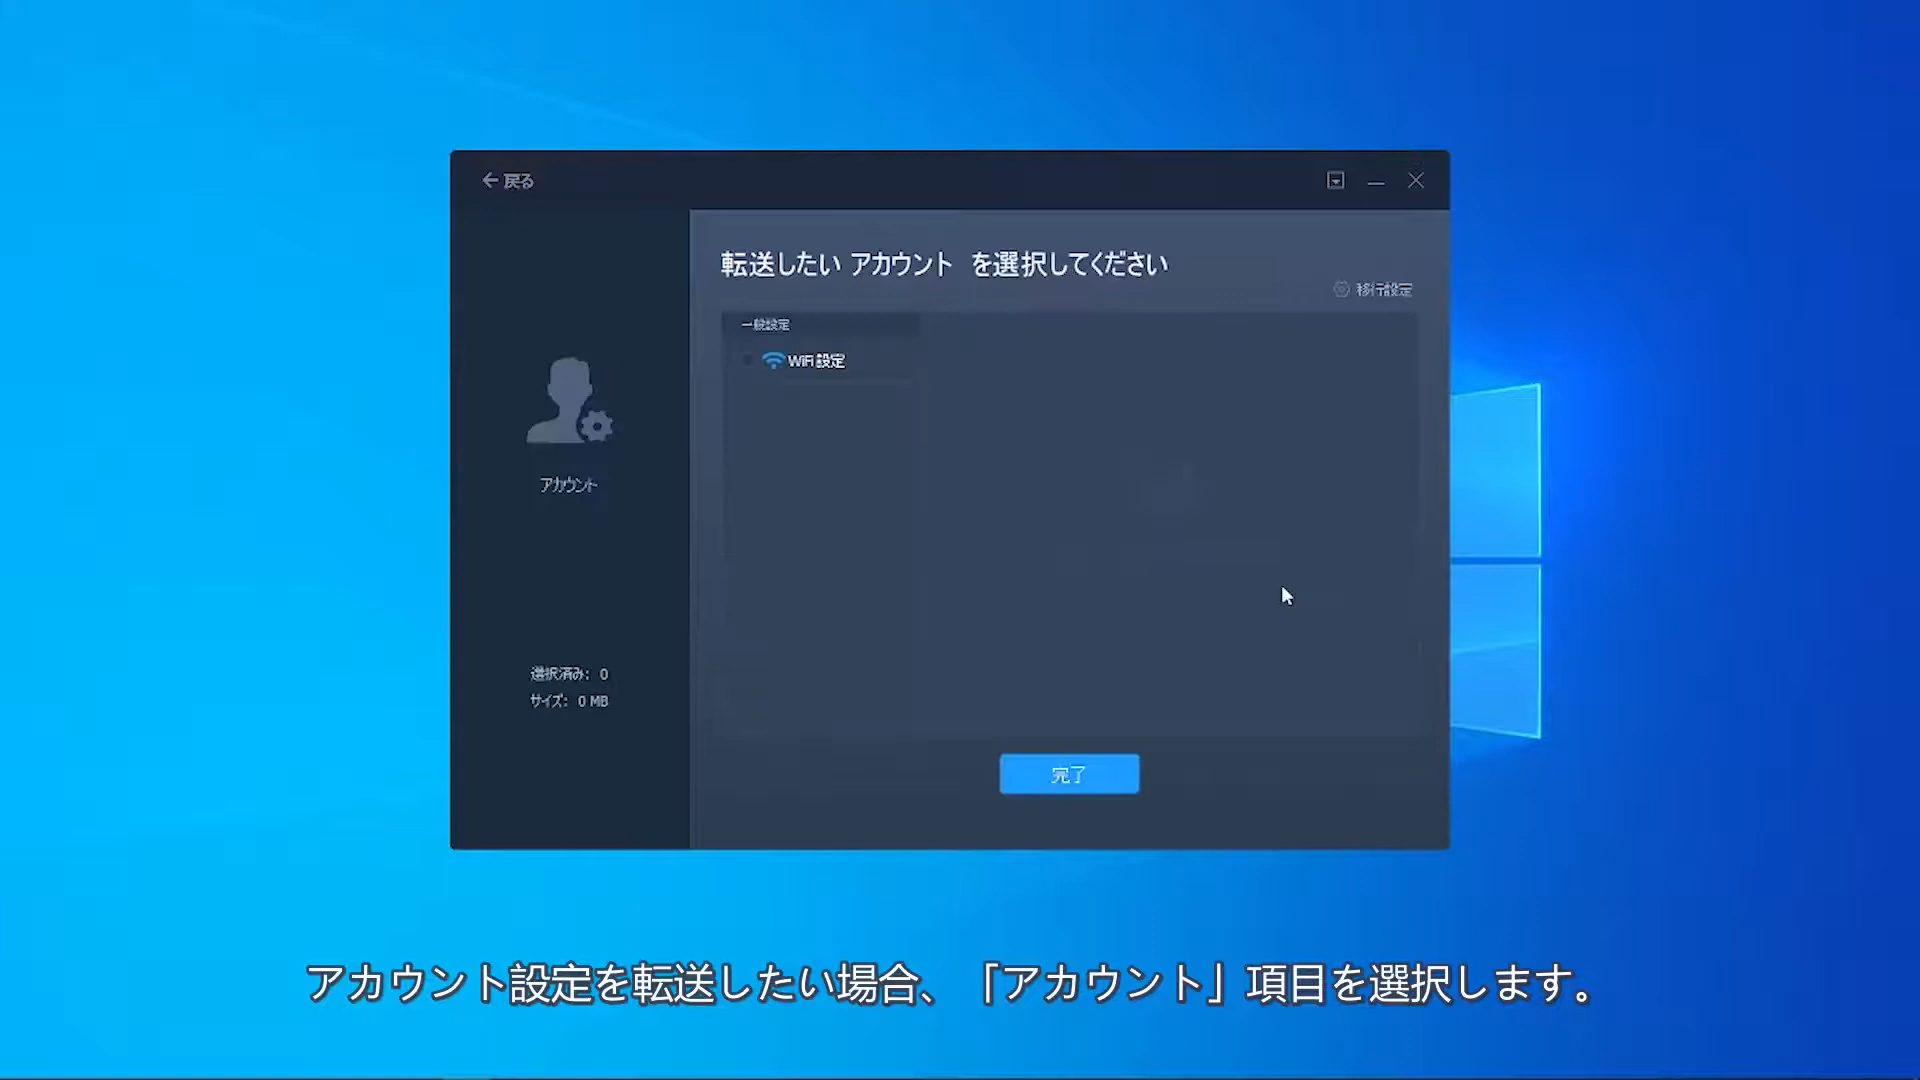 戻る
転送したい アカウント を選択してください
移行設定
一般設定
WiFi 設定
アカウント
選択済み: 0
サイズ: 0 MB
完了
アカウント設定を転送したい場合、「アカウント」項目を選択します。